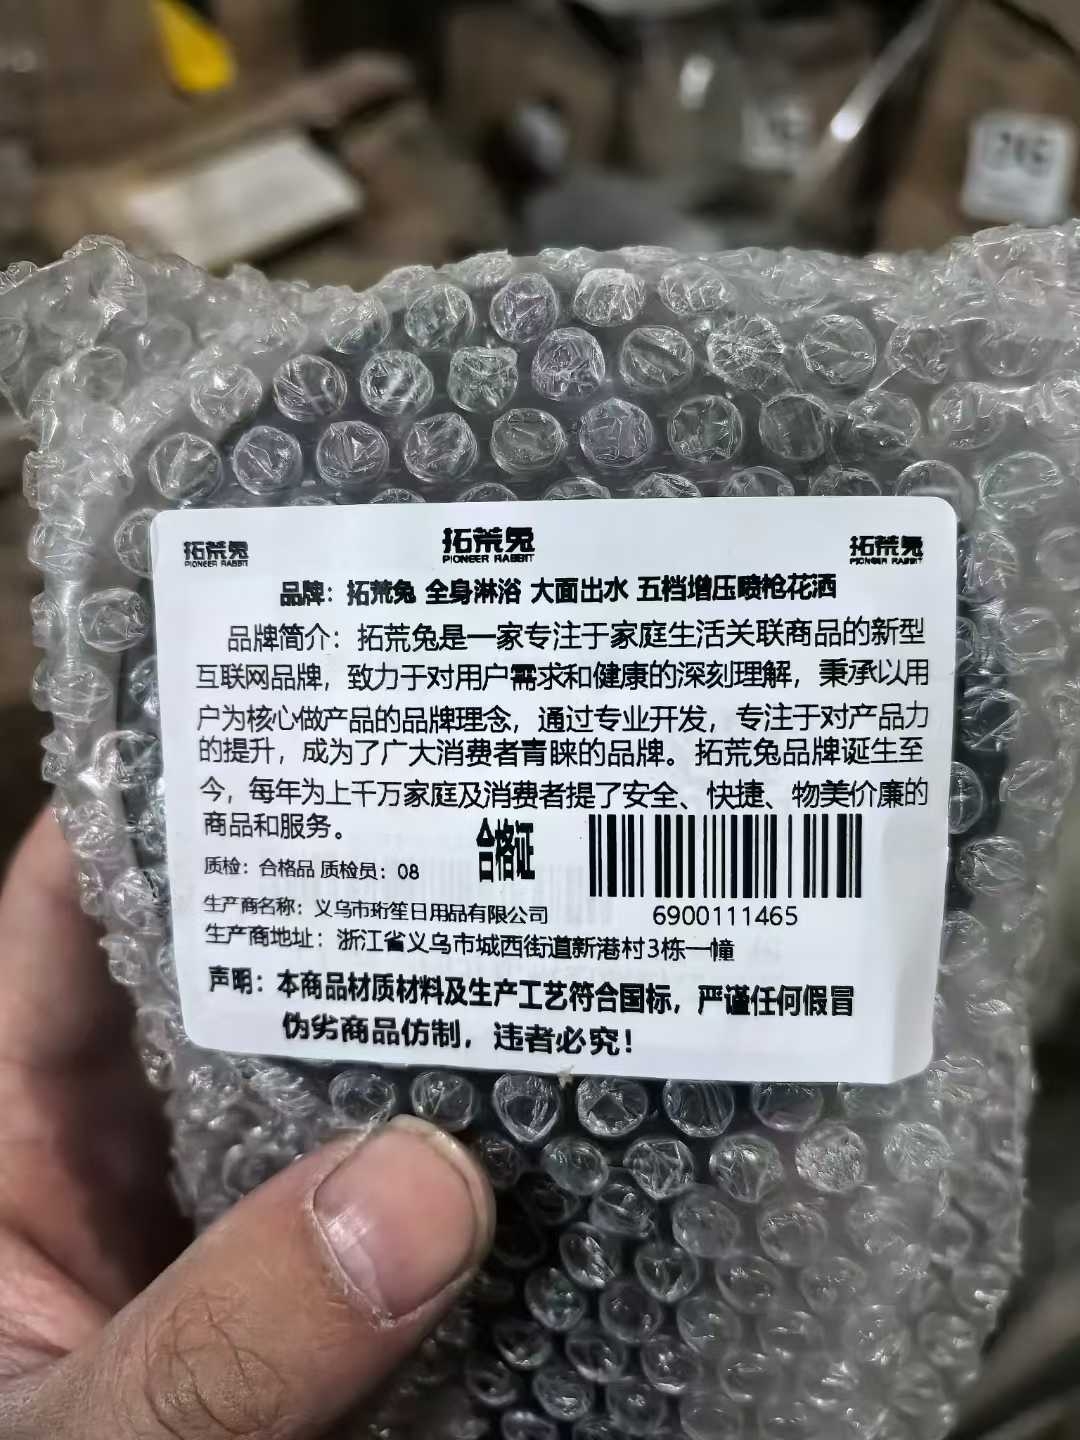 拓荒兔 拓荒兔 拓荒兔
PIONEER RABBIT PIONEER RABBIT PIONEER RABBIT
品牌：拓荒兔 全身淋浴 大面出水 五档增压喷枪花洒
品牌简介：拓荒兔是一家专注于家庭生活关联商品的新型
互联网品牌，致力于对用户需求和健康的深刻理解，秉承以用
户为核心做产品的品牌理念，通过专业开发，专注于对产品力
的提升，成为了广大消费者青睐的品牌。拓荒兔品牌诞生至
今，每年为上千万家庭及消费者提了安全、快捷、物美价廉的
商品和服务。
合格证
质检：合格品 质检员：08
6900111465
生产商名称：义乌市珩笙日用品有限公司
生产商地址：浙江省义乌市城西街道新港村3栋一幢
声明：本商品材质材料及生产工艺符合国标，严谨任何假冒
伪劣商品仿制，违者必究！